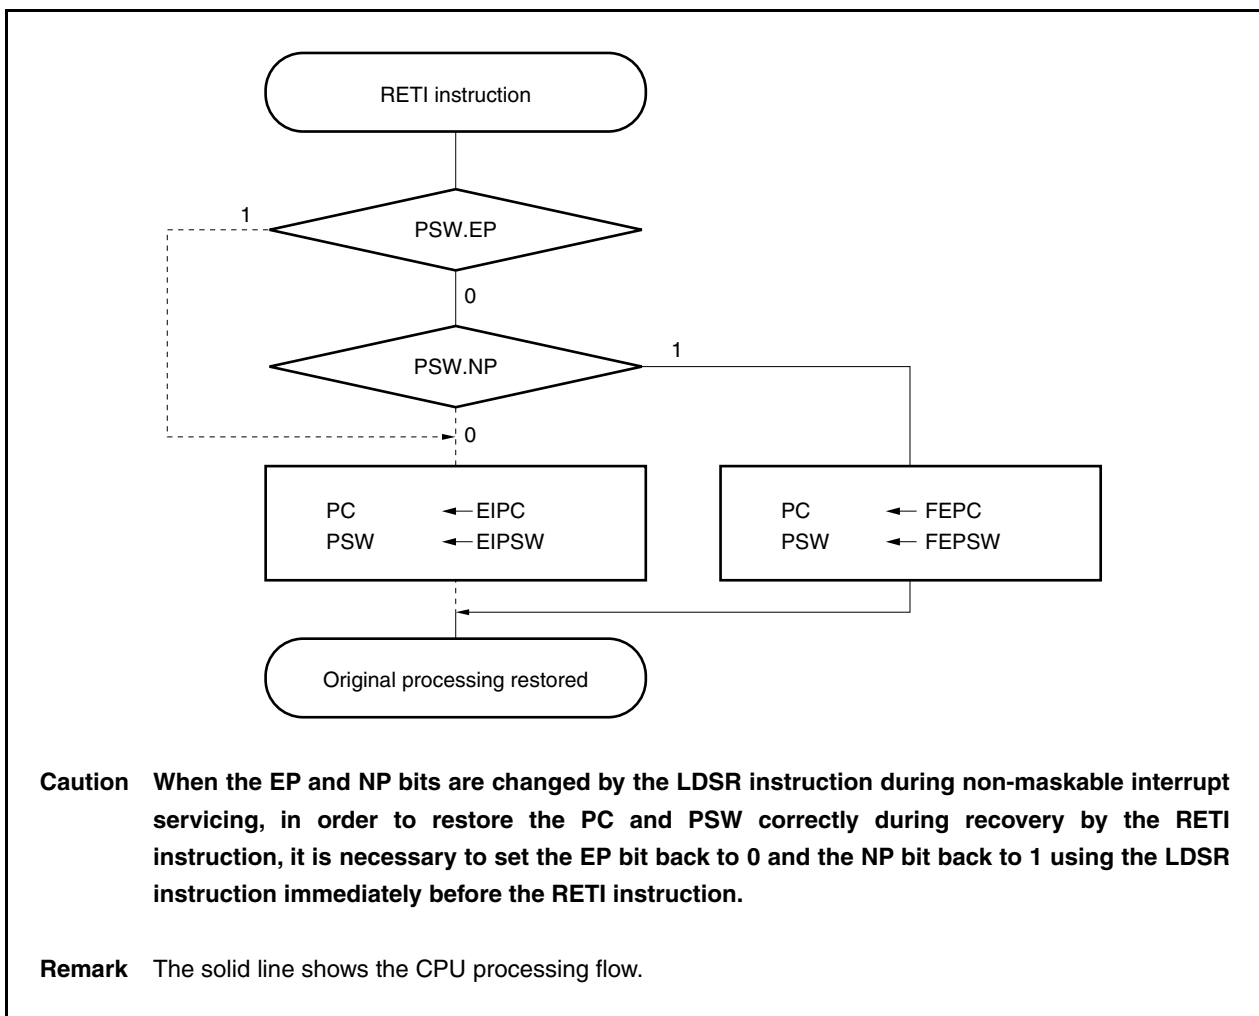 RETI instruction
1
PSW.EP
0
1
PSW.NP
0
PC EIPC
PSW EIPSW
PC FEPC
PSW FEPSW
Original processing restored
Caution When the EP and NP bits are changed by the LDSR instruction during non-maskable interrupt
servicing, in order to restore the PC and PSW correctly during recovery by the RETI
instruction, it is necessary to set the EP bit back to 0 and the NP bit back to 1 using the LDSR
instruction immediately before the RETI instruction.
Remark The solid line shows the CPU processing flow.